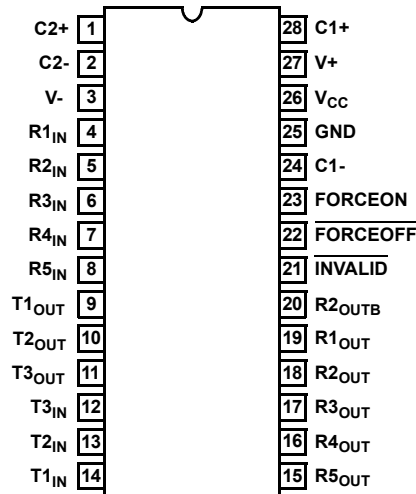 C2+ 1 28 C1+
C2- 2 27 V+
V- 3 26 VCC
R1IN 4 25 GND
R2IN 5 24 C1-
R3IN 6 23 FORCEON
R4IN 7 22 FORCEOFF
R5IN 8 21 INVALID
T1OUT 9 20 R2OUTB
T2OUT 10 19 R1OUT
T3OUT 11 18 R2OUT
T3IN 12 17 R3OUT
T2IN 13 16 R4OUT
T1IN 14 15 R5OUT